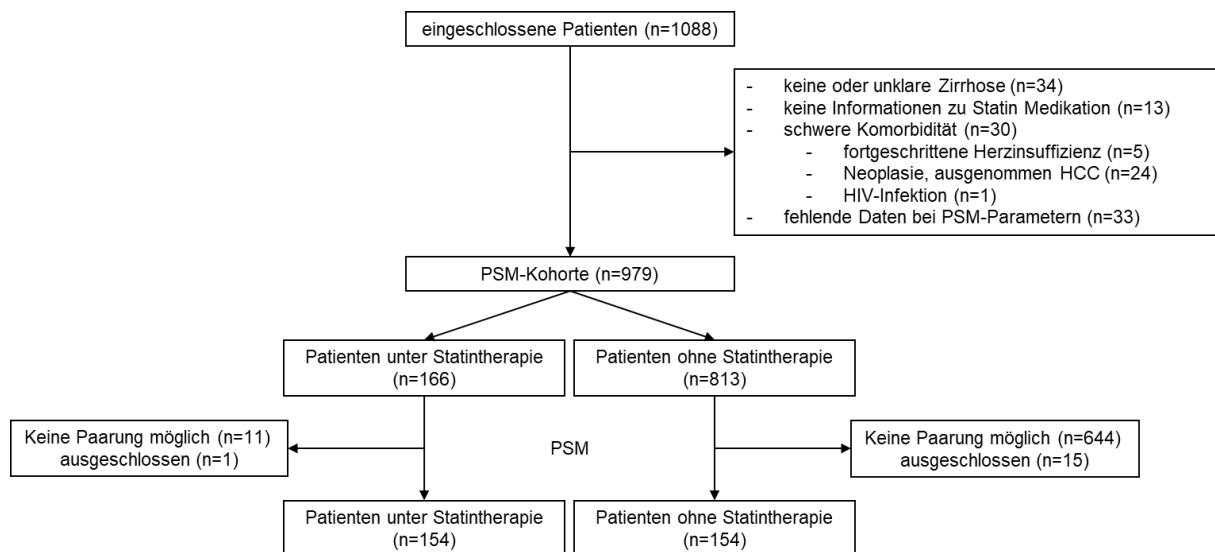 eingeschlossene Patienten (n=1088)
- keine oder unklare Zirrhose (n=34)
- keine Informationen zu Statin Medikation (n=13)
- schwere Komorbidität (n=30)
- fortgeschrittene Herzinsuffizienz (n=5)
- Neoplasie, ausgenommen HCC (n=24)
- HIV-Infektion (n=1)
- fehlende Daten bei PSM-Parametern (n=33)
PSM-Kohorte (n=979)
Patienten unter Statintherapie
(n=166)
Patienten ohne Statintherapie
(n=813)
Keine Paarung möglich (n=11)
ausgeschlossen (n=1)
PSM
Keine Paarung möglich (n=644)
ausgeschlossen (n=15)
Patienten unter Statintherapie
(n=154)
Patienten ohne Statintherapie
(n=154)